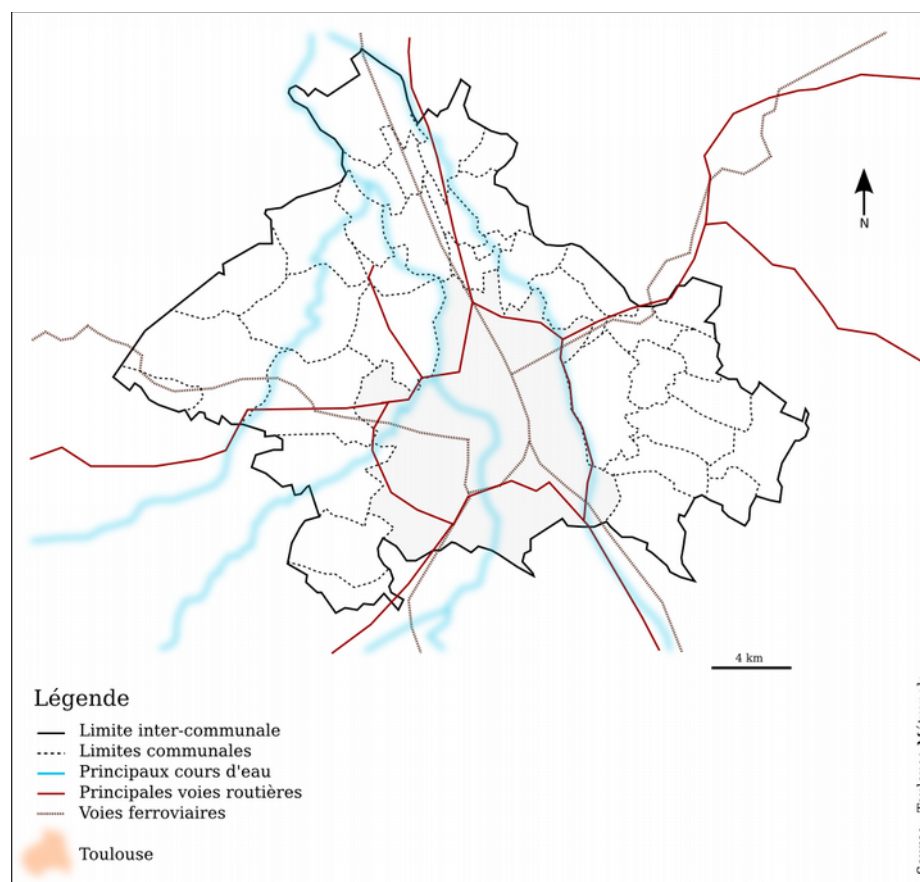 N
4 km
Légende
Limite inter-communale
Limites communales
Principaux cours d'eau
Principales voies routières
Voies ferroviaires
Toulouse